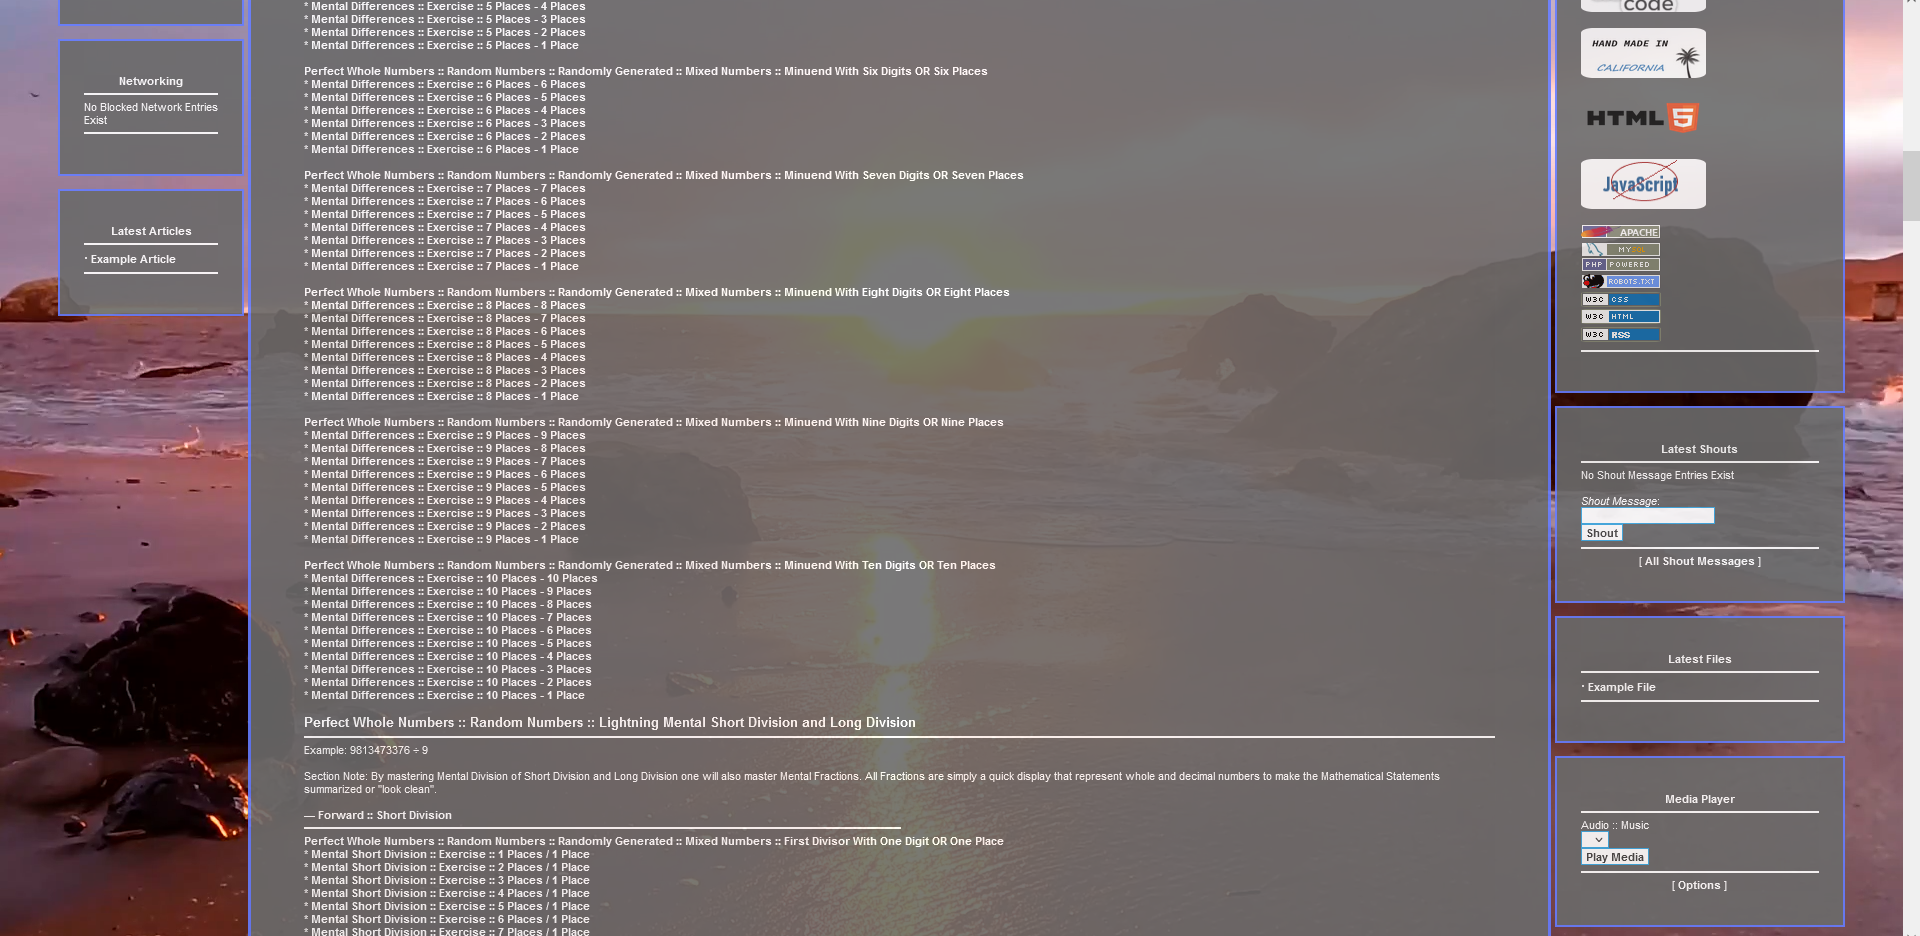 Networking
No Blocked Network Entries
Exist
Latest Articles
· Example Article
* Mental Differences :: Exercise :: 5 Places - 4 Places
* Mental Differences :: Exercise :: 5 Places - 3 Places
* Mental Differences :: Exercise :: 5 Places - 2 Places
* Mental Differences :: Exercise :: 5 Places - 1 Place
Perfect Whole Numbers :: Random Numbers :: Randomly Generated :: Mixed Numbers :: Minuend With Six Digits OR Six Places
* Mental Differences :: Exercise :: 6 Places - 6 Places
* Mental Differences :: Exercise :: 6 Places - 5 Places
* Mental Differences :: Exercise :: 6 Places - 4 Places
* Mental Differences :: Exercise :: 6 Places - 3 Places
* Mental Differences :: Exercise :: 6 Places - 2 Places
* Mental Differences :: Exercise :: 6 Places - 1 Place
Perfect Whole Numbers :: Random Numbers :: Randomly Generated :: Mixed Numbers :: Minuend With Seven Digits OR Seven Places
* Mental Differences :: Exercise :: 7 Places - 7 Places
* Mental Differences :: Exercise :: 7 Places - 6 Places
* Mental Differences :: Exercise :: 7 Places - 5 Places
* Mental Differences :: Exercise :: 7 Places - 4 Places
* Mental Differences :: Exercise :: 7 Places - 3 Places
* Mental Differences :: Exercise :: 7 Places - 2 Places
* Mental Differences :: Exercise :: 7 Places - 1 Place
Perfect Whole Numbers :: Random Numbers :: Randomly Generated :: Mixed Numbers :: Minuend With Eight Digits OR Eight Places
* Mental Differences :: Exercise :: 8 Places - 8 Places
* Mental Differences :: Exercise :: 8 Places - 7 Places
* Mental Differences :: Exercise :: 8 Places - 6 Places
* Mental Differences :: Exercise :: 8 Places - 5 Places
* Mental Differences :: Exercise :: 8 Places - 4 Places
* Mental Differences :: Exercise :: 8 Places - 3 Places
* Mental Differences :: Exercise :: 8 Places - 2 Places
* Mental Differences :: Exercise :: 8 Places - 1 Place
Perfect Whole Numbers :: Random Numbers :: Randomly Generated :: Mixed Numbers :: Minuend With Nine Digits OR Nine Places
* Mental Differences :: Exercise :: 9 Places - 9 Places
* Mental Differences :: Exercise :: 9 Places - 8 Places
* Mental Differences :: Exercise :: 9 Places - 7 Places
* Mental Differences :: Exercise :: 9 Places - 6 Places
* Mental Differences :: Exercise :: 9 Places - 5 Places
* Mental Differences :: Exercise :: 9 Places - 4 Places
* Mental Differences :: Exercise :: 9 Places - 3 Places
* Mental Differences :: Exercise :: 9 Places - 2 Places
* Mental Differences :: Exercise :: 9 Places - 1 Place
Perfect Whole Numbers :: Random Numbers :: Randomly Generated :: Mixed Numbers :: Minuend With Ten Digits OR Ten Places
* Mental Differences :: Exercise :: 10 Places - 10 Places
* Mental Differences :: Exercise :: 10 Places - 9 Places
* Mental Differences :: Exercise :: 10 Places - 8 Places
* Mental Differences :: Exercise :: 10 Places - 7 Places
* Mental Differences :: Exercise :: 10 Places - 6 Places
* Mental Differences :: Exercise :: 10 Places - 5 Places
* Mental Differences :: Exercise :: 10 Places - 4 Places
* Mental Differences :: Exercise :: 10 Places - 3 Places
* Mental Differences :: Exercise :: 10 Places - 2 Places
* Mental Differences :: Exercise :: 10 Places - 1 Place
Perfect Whole Numbers :: Random Numbers :: Lightning Mental Short Division and Long Division
Example: 9813473376 ÷ 9
Section Note: By mastering Mental Division of Short Division and Long Division one will also master Mental Fractions. All Fractions are simply a quick display that represent whole and decimal numbers to make the Mathematical Statements
summarized or "look clean".
— Forward :: Short Division
Perfect Whole Numbers :: Random Numbers :: Randomly Generated :: Mixed Numbers :: First Divisor With One Digit OR One Place
* Mental Short Division :: Exercise :: 1 Places / 1 Place
* Mental Short Division :: Exercise :: 2 Places / 1 Place
* Mental Short Division :: Exercise :: 3 Places / 1 Place
* Mental Short Division :: Exercise :: 4 Places / 1 Place
* Mental Short Division :: Exercise :: 5 Places / 1 Place
* Mental Short Division :: Exercise :: 6 Places / 1 Place
* Mental Short Division :: Exercise :: 7 Places / 1 Place
code
HAND MADE IN
CALIFORNIA
HTML 5
JavaScript
APACHE
MYSQL
PHP POWERED
ROBOTS.TXT
W3C CSS
W3C HTML
W3C RSS
Latest Shouts
No Shout Message Entries Exist
Shout Message:
Shout
[ All Shout Messages ]
Latest Files
· Example File
Media Player
Audio :: Music
Play Media
[ Options ]